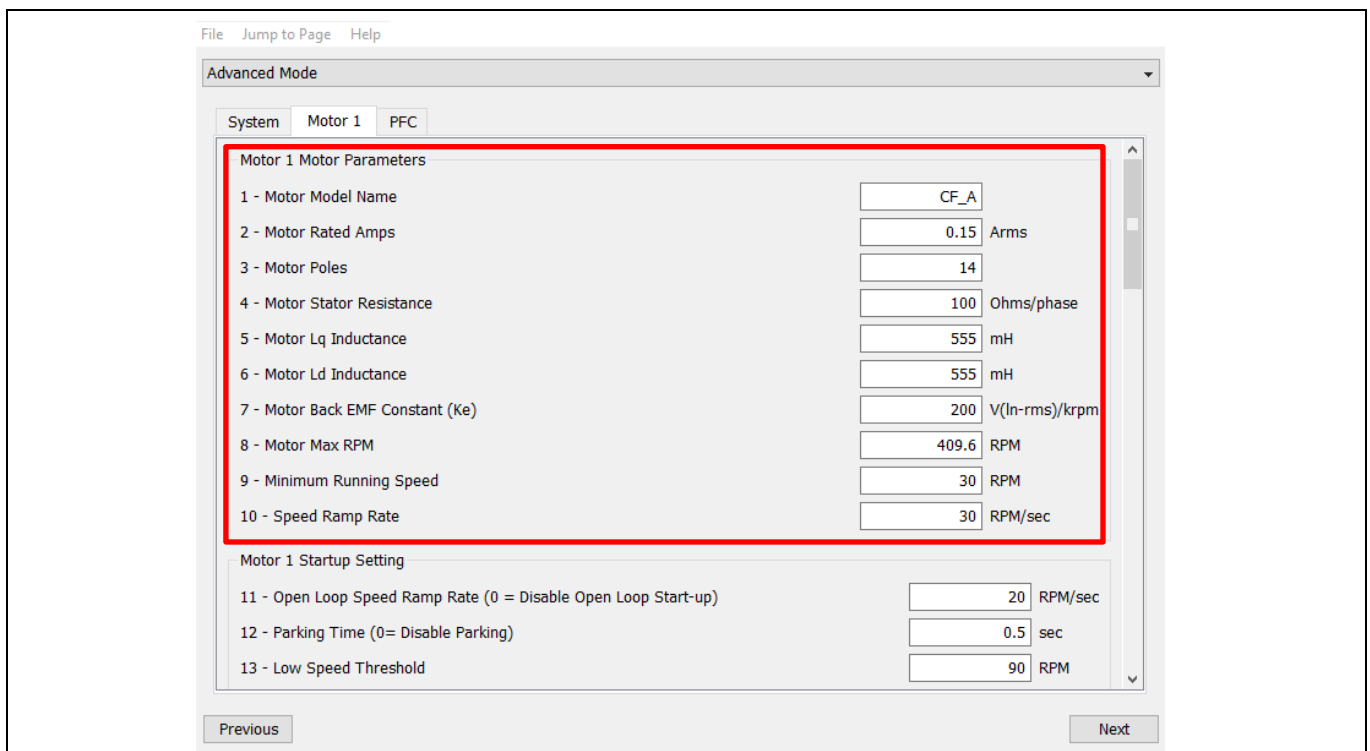 File Jump to Page Help
Advanced Mode
System Motor 1 PFC
Motor 1 Motor Parameters
1 - Motor Model Name CF_A
2 - Motor Rated Amps 0.15 Arms
3 - Motor Poles 14
4 - Motor Stator Resistance 100 Ohms/phase
5 - Motor Lq Inductance 555 mH
6 - Motor Ld Inductance 555 mH
7 - Motor Back EMF Constant (Ke) 200 V(ln-rms)/krpm
8 - Motor Max RPM 409.6 RPM
9 - Minimum Running Speed 30 RPM
10 - Speed Ramp Rate 30 RPM/sec
Motor 1 Startup Setting
11 - Open Loop Speed Ramp Rate (0 = Disable Open Loop Start-up) 20 RPM/sec
12 - Parking Time (0= Disable Parking) 0.5 sec
13 - Low Speed Threshold 90 RPM
Previous Next